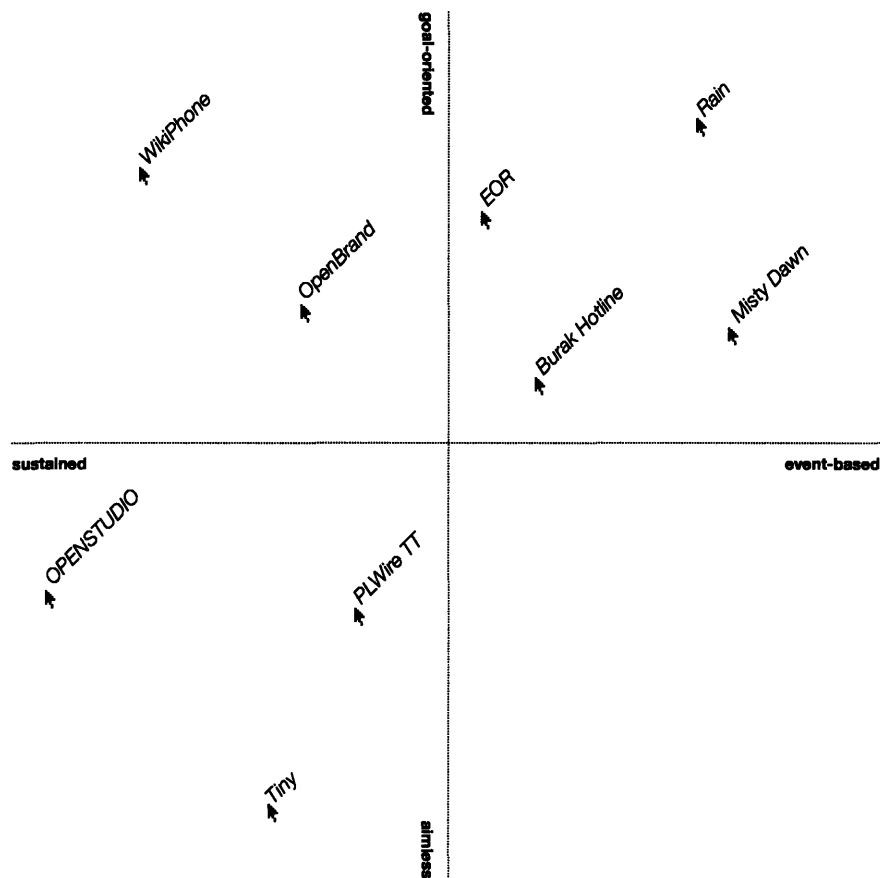 goal-oriented
Rain
WikiPhone
EOR
OpenBrand
Misty Dawn
Burak Hotline
sustained
event-based
OPENSTUDIO
PLWire TT
Tiny
aimless